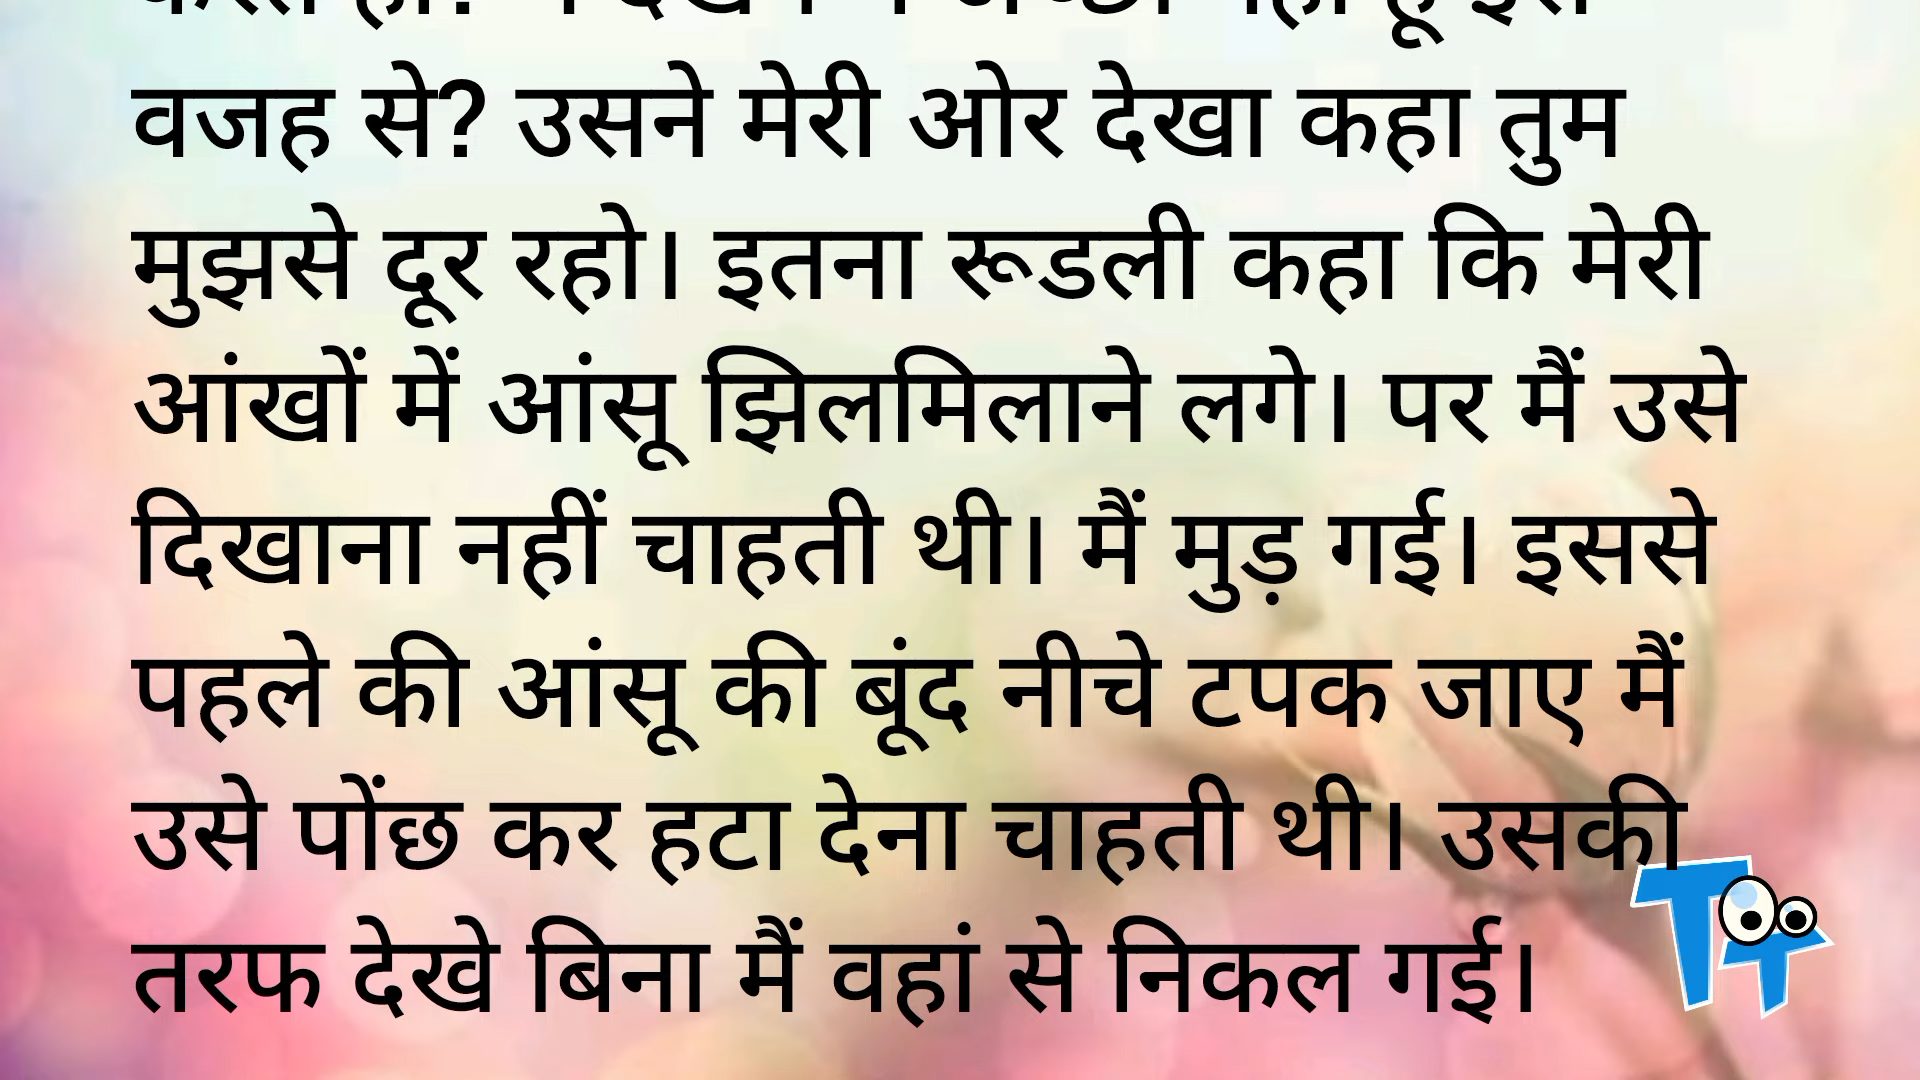 वजह से? उसने मेरी ओर देखा कहा तुम
मुझसे दूर रहो। इतना रूडली कहा कि मेरी
आंखों में आंसू झिलमिलाने लगे। पर मैं उसे
दिखाना नहीं चाहती थी। मैं मुड़ गई। इससे
पहले की आंसू की बूंद नीचे टपक जाए मैं
उसे पोंछ कर हटा देना चाहती थी। उसकी
तरफ देखे बिना मैं वहां से निकल गई।
TY